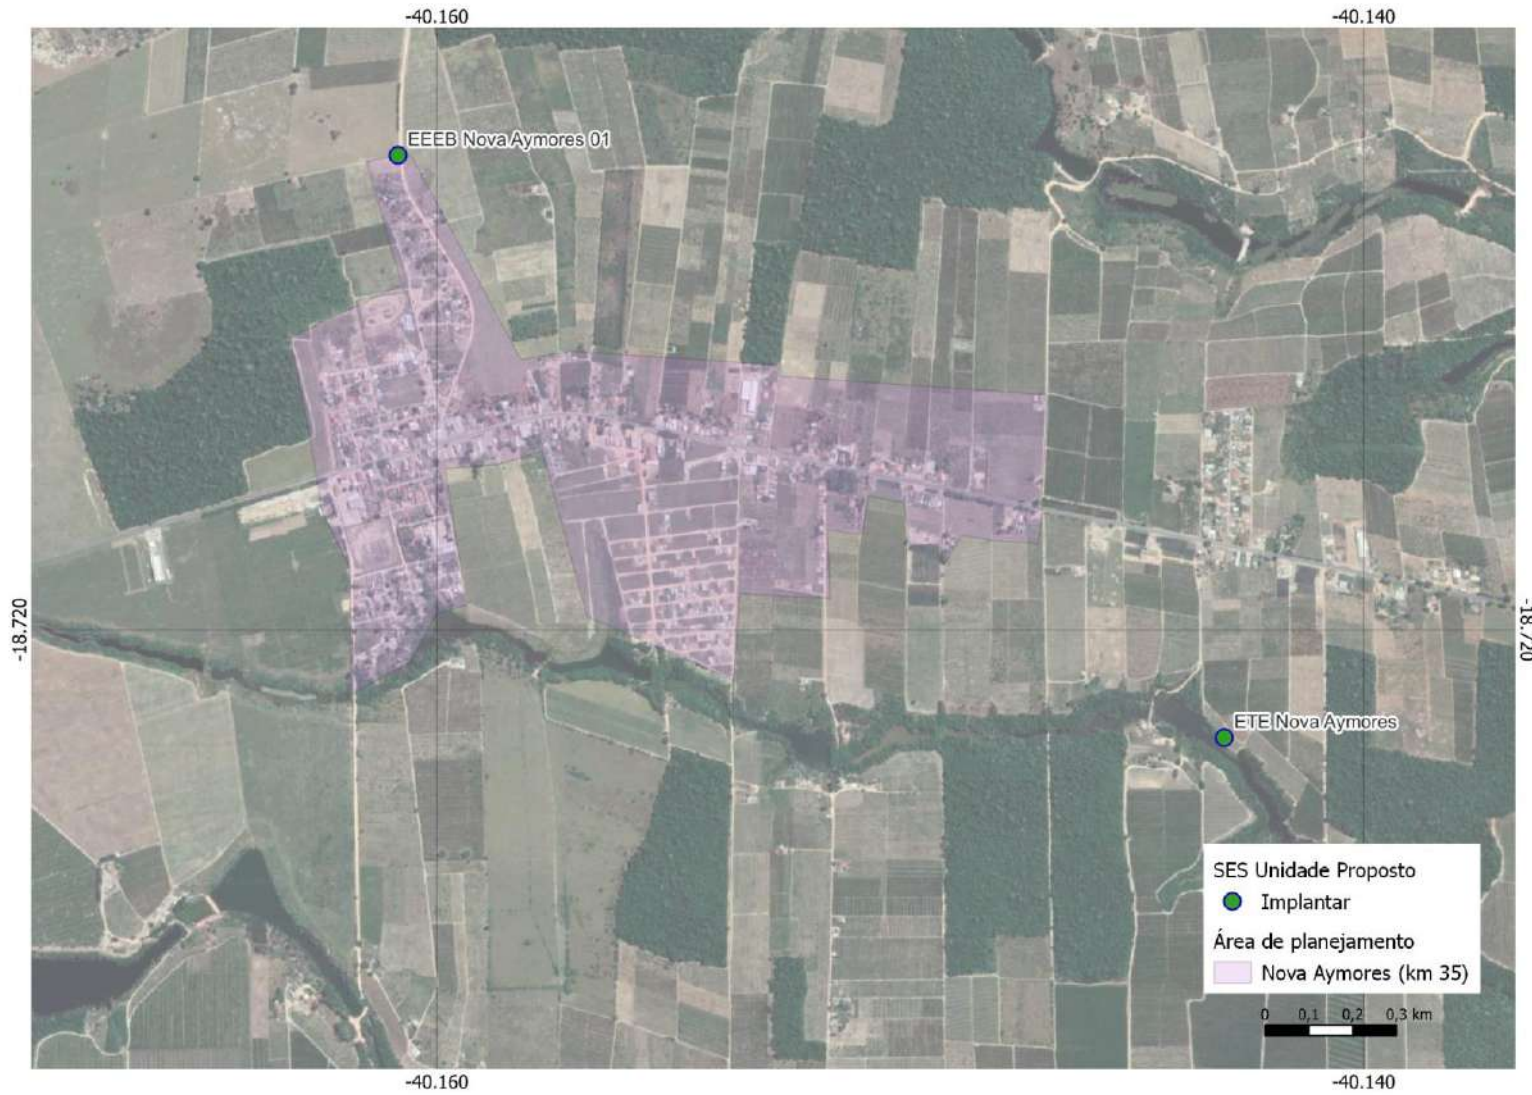 -40.160
-40.140
EEEB Nova Aymores 01
-18.720
-18.720
ETE Nova Aymores
SES Unidade Proposto
Implantar
Área de planejamento
Nova Aymores (km 35)
0 0,1 0,2 0,3 km
-40.160
-40.140